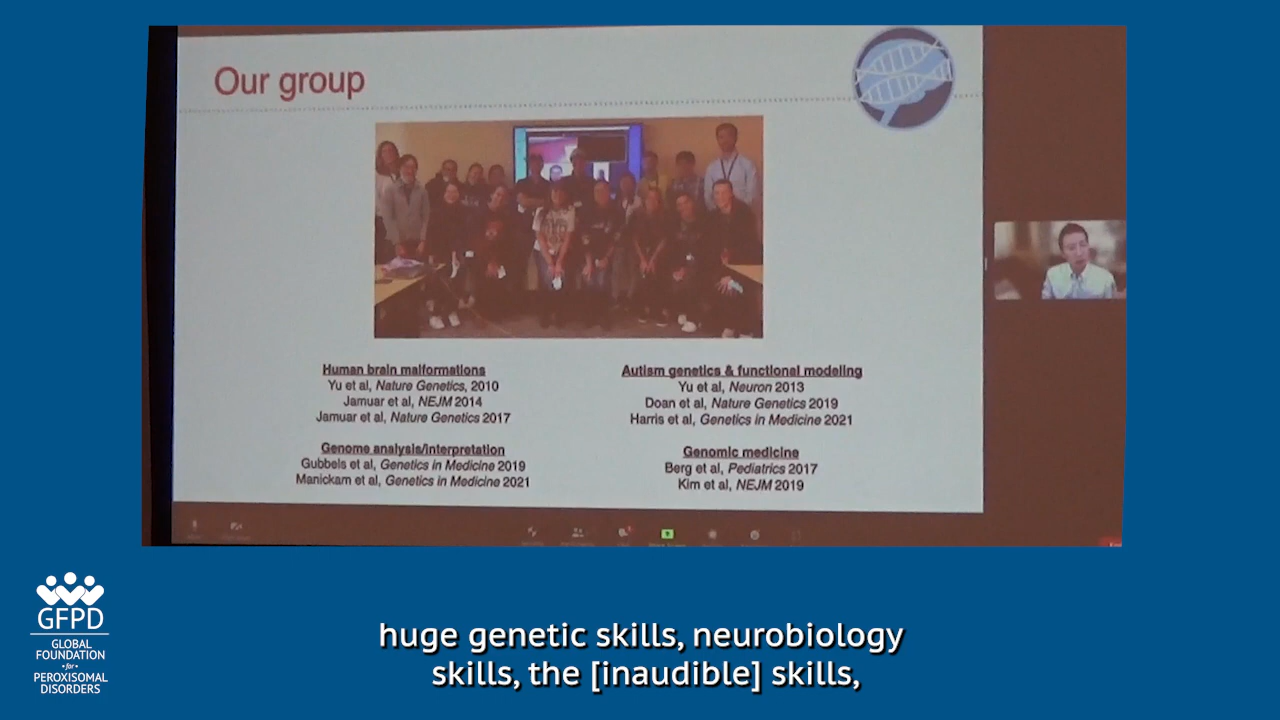 Our group
Human brain malformations
Yu et al, Nature Genetics, 2010
Jamuar et al, NEJM 2014
Jamuar et al, Nature Genetics 2017
Autism genetics & functional modeling
Yu et al, Neuron 2013
Doan et al, Nature Genetics 2019
Harris et al, Genetics in Medicine 2021
Genome analysis/interpretation
Gubbels et al, Genetics in Medicine 2019
Manickam et al, Genetics in Medicine 2021
Genomic medicine
Berg et al, Pediatrics 2017
Kim et al, NEJM 2019
GFPD
GLOBAL
FOUNDATION
for
PEROXISOMAL
DISORDERS
huge genetic skills, neurobiology
skills, the [inaudible] skills,